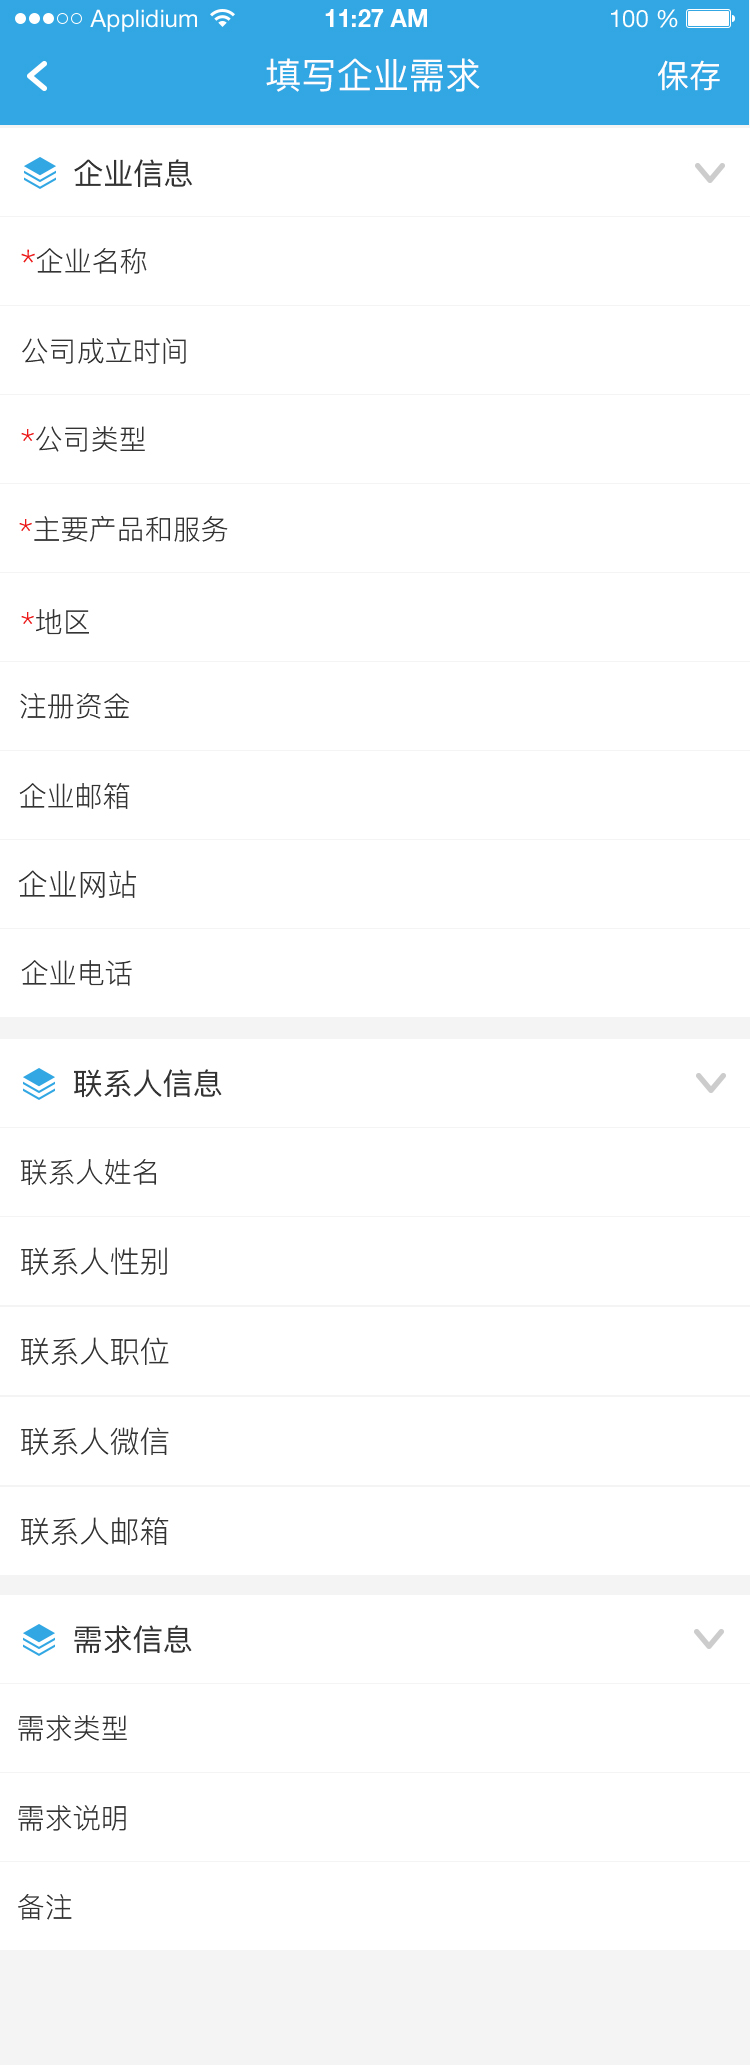 Applidium 11:27 AM 100 %
填写企业需求 保存
企业信息
*企业名称
公司成立时间
*公司类型
*主要产品和服务
*地区
注册资金
企业邮箱
企业网站
企业电话
联系人信息
联系人姓名
联系人性别
联系人职位
联系人微信
联系人邮箱
需求信息
需求类型
需求说明
备注